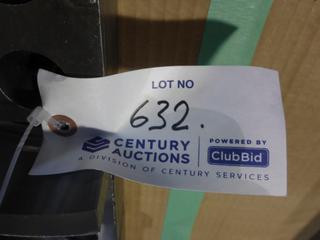 LOT NO
632.
CENTURY AUCTIONS
POWERED BY
ClubBid
A DIVISION OF CENTURY SERVICES